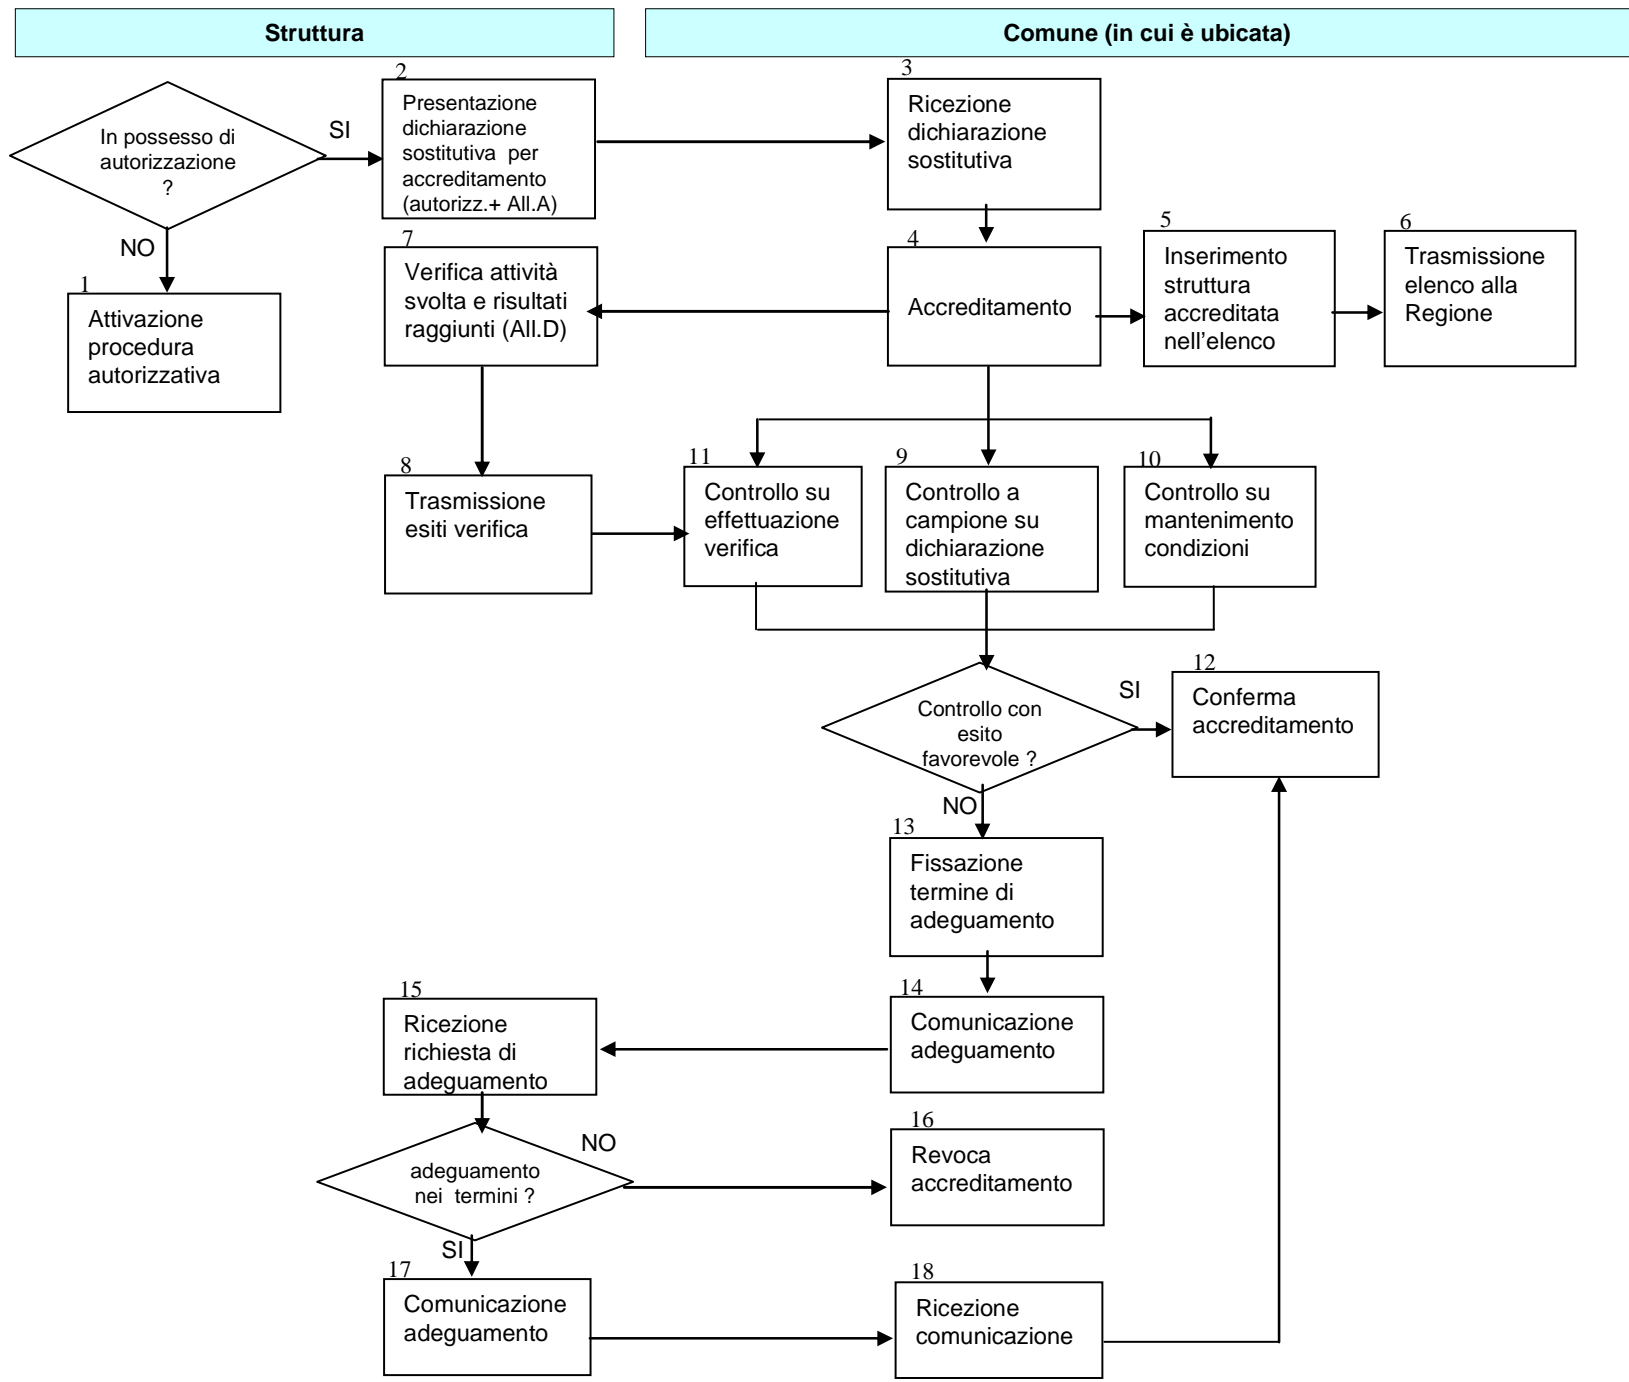 Struttura
Comune (in cui è ubicata)
In possesso di
autorizzazione
?
SI
NO
1
Attivazione
procedura
autorizzativa
2
Presentazione
dichiarazione
sostitutiva per
accreditamento
(autorizz.+ All.A)
3
Ricezione
dichiarazione
sostitutiva
4
Accreditamento
5
Inserimento
struttura
accreditata
nell'elenco
6
Trasmissione
elenco alla
Regione
7
Verifica attività
svolta e risultati
raggiunti (All.D)
8
Trasmissione
esiti verifica
11
Controllo su
effettuazione
verifica
9
Controllo a
campione su
dichiarazione
sostitutiva
10
Controllo su
mantenimento
condizioni
Controllo con
esito
favorevole ?
SI
NO
12
Conferma
accreditamento
13
Fissazione
termine di
adeguamento
14
Comunicazione
adeguamento
15
Ricezione
richiesta di
adeguamento
adeguamento
nei termini ?
NO
SI
16
Revoca
accreditamento
17
Comunicazione
adeguamento
18
Ricezione
comunicazione